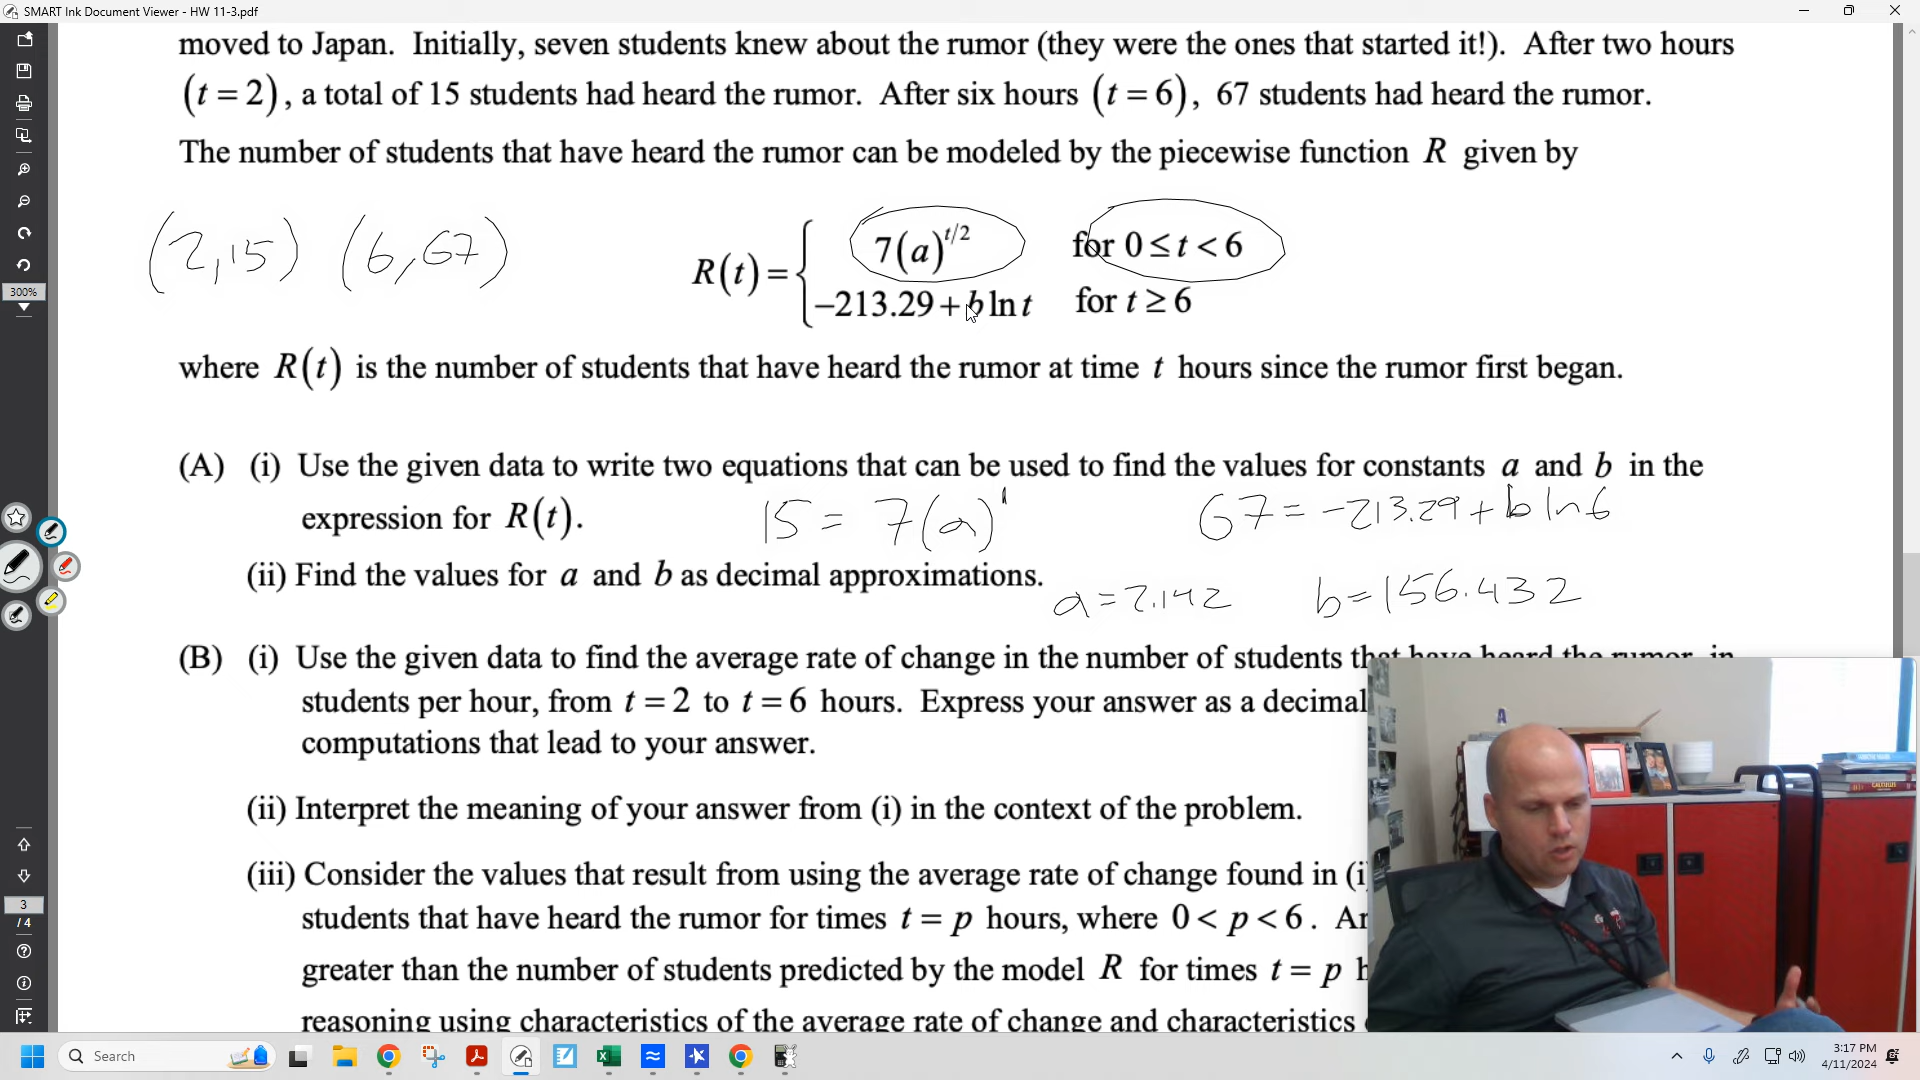 SMART Ink Document Viewer - HW 11-3.pdf
moved to Japan. Initially, seven students knew about the rumor (they were the ones that started it!). After two hours
(t = 2), a total of 15 students had heard the rumor. After six hours (t = 6), 67 students had heard the rumor.
The number of students that have heard the rumor can be modeled by the piecewise function R given by
(2,15) (6,67)
7(a)^{t/2} for 0 ≤ t < 6
R(t) = {
−213.29 + b ln t for t ≥ 6
300%
where R(t) is the number of students that have heard the rumor at time t hours since the rumor first began.
(A) (i) Use the given data to write two equations that can be used to find the values for constants a and b in the
expression for R(t). 15 = 7(a)^1 67 = -213.29 + b ln 6
(ii) Find the values for a and b as decimal approximations.
a = 2.142 b = 156.432
(B) (i) Use the given data to find the average rate of change in the number of students that have heard the rumor, in
students per hour, from t = 2 to t = 6 hours. Express your answer as a decimal
computations that lead to your answer.
(ii) Interpret the meaning of your answer from (i) in the context of the problem.
(iii) Consider the values that result from using the average rate of change found in (i)
students that have heard the rumor for times t = p hours, where 0 < p < 6. Ar
3
/ 4
greater than the number of students predicted by the model R for times t = p h
reasoning using characteristics of the average rate of change and characteristics
CALCULUS
Search
3:17 PM
4/11/2024